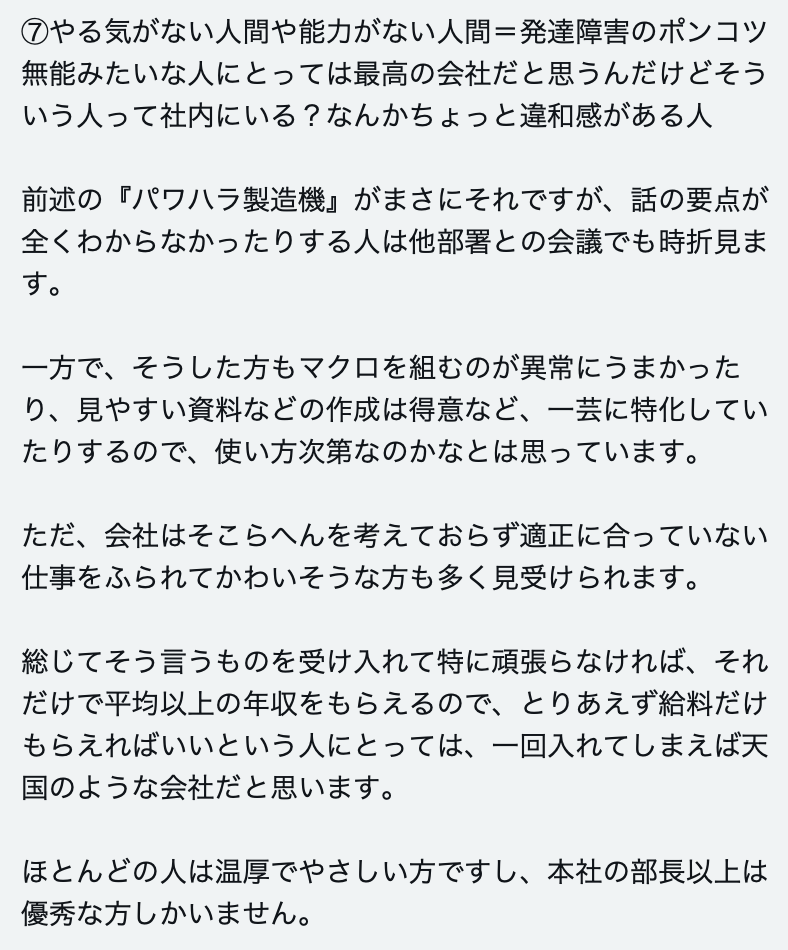 ⑦やる気がない人間や能力がない人間＝発達障害のポンコツ
無能みたいな人にとっては最高の会社だと思うんだけどそう
いう人って社内にいる？なんかちょっと違和感がある人
前述の『パワハラ製造機』がまさにそれですが、話の要点が
全くわからなかったりする人は他部署との会議でも時折見ま
す。
一方で、そうした方もマクロを組むのが異常にうまかった
り、見やすい資料などの作成は得意など、一芸に特化してい
たりするので、使い方次第なのかなとは思っています。
ただ、会社はそこらへんを考えておらず適正に合っていない
仕事をふられてかわいそうな方も多く見受けられます。
総じてそう言うものを受け入れて特に頑張らなければ、それ
だけで平均以上の年収をもらえるので、とりあえず給料だけ
もらえればいいという人にとっては、一回入れてしまえば天
国のような会社だと思います。
ほとんどの人は温厚でやさしい方ですし、本社の部長以上は
優秀な方しかいません。